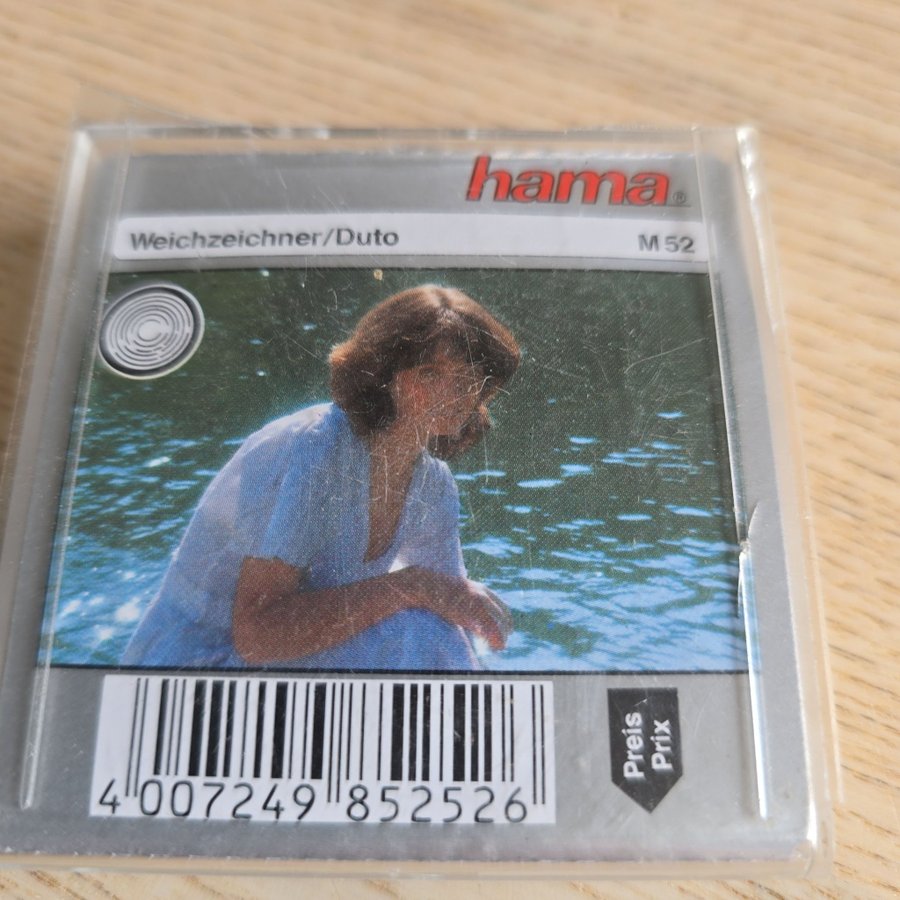 hama®
Weichzeichner/Duto M 52
Preis
Prix
4 007249 852526